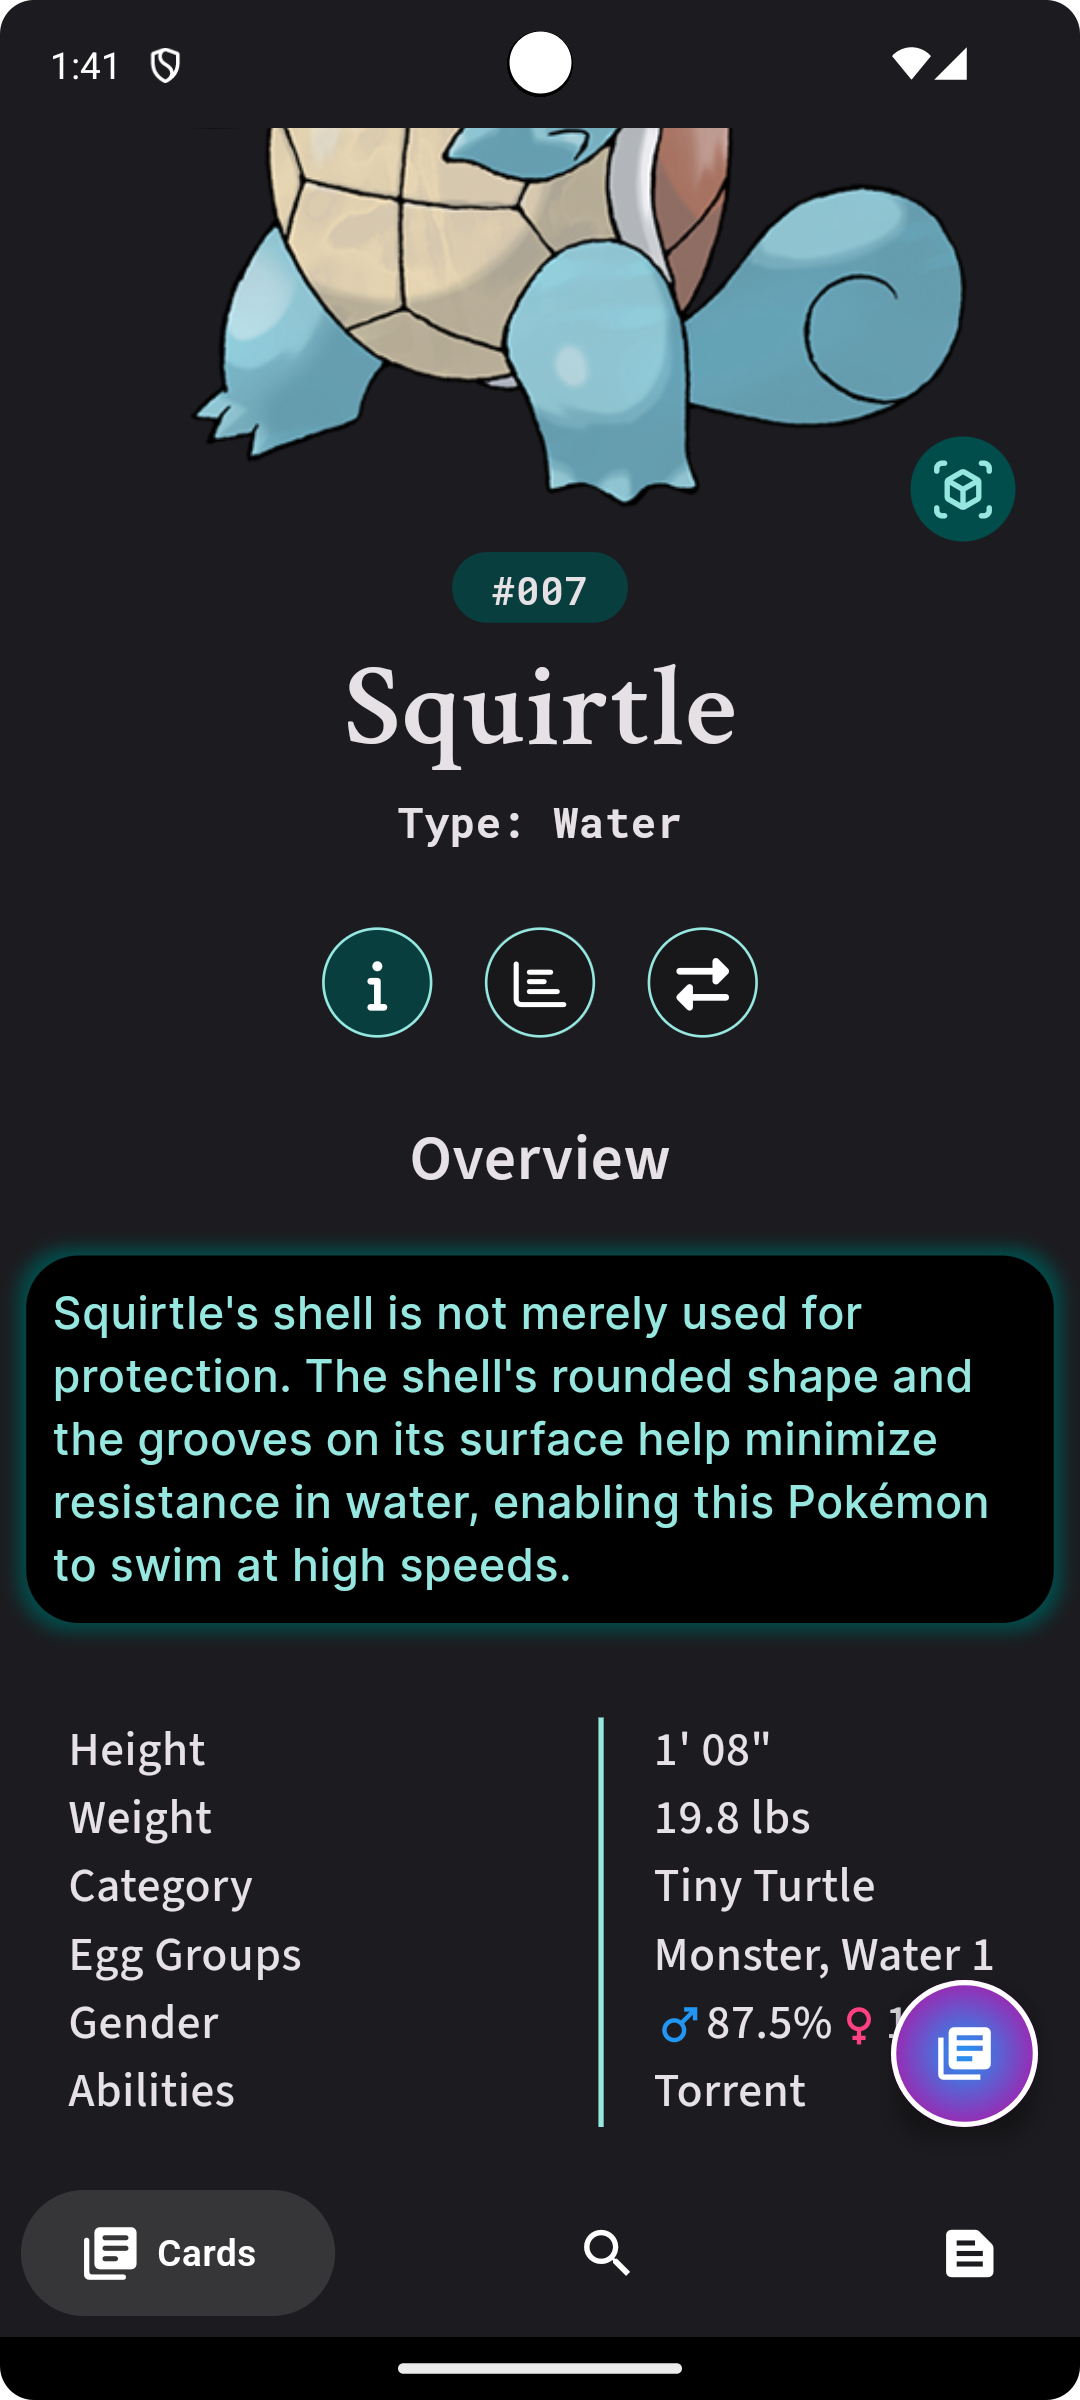 1:41
#007
Squirtle
Type: Water
Overview
Squirtle's shell is not merely used for
protection. The shell's rounded shape and
the grooves on its surface help minimize
resistance in water, enabling this Pokémon
to swim at high speeds.
Height 1' 08"
Weight 19.8 lbs
Category Tiny Turtle
Egg Groups Monster, Water 1
Gender ♂ 87.5% ♀
Abilities Torrent
Cards